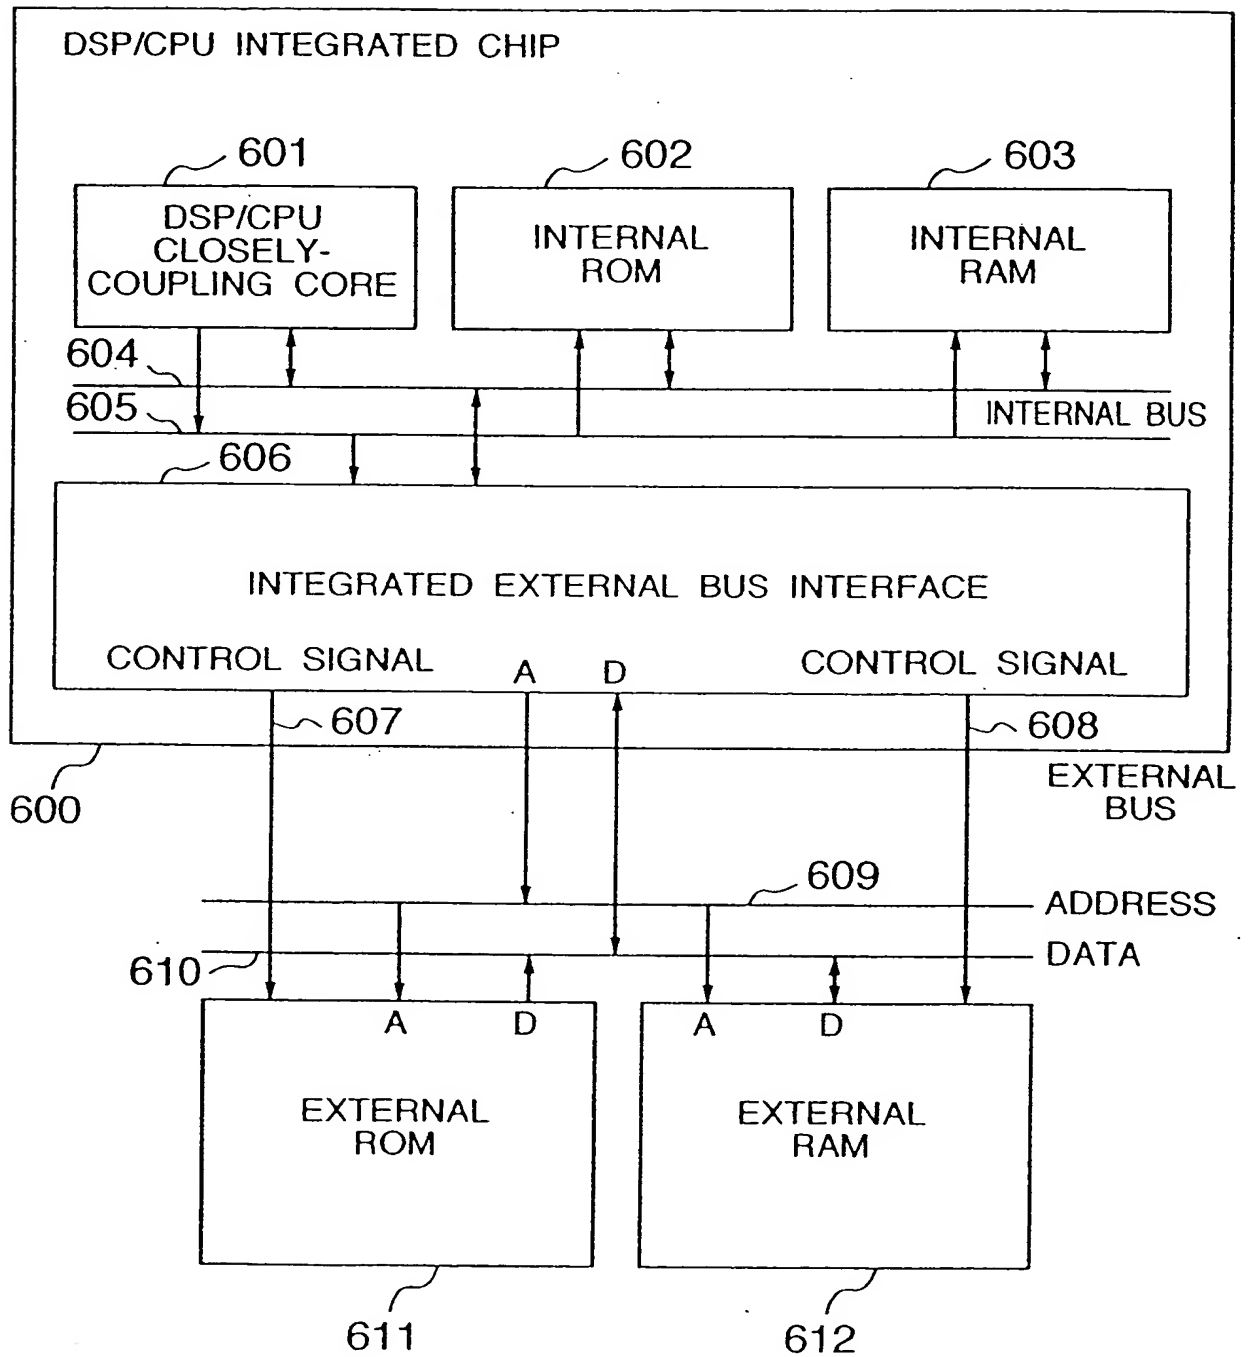 DSP/CPU INTEGRATED CHIP
601
602
603
DSP/CPU
CLOSELY-
COUPLING CORE
INTERNAL
ROM
INTERNAL
RAM
604
605
INTERNAL BUS
606
INTEGRATED EXTERNAL BUS INTERFACE
CONTROL SIGNAL
A
D
CONTROL SIGNAL
607
608
600
EXTERNAL
BUS
609
ADDRESS
610
DATA
A
D
A
D
EXTERNAL
ROM
EXTERNAL
RAM
611
612